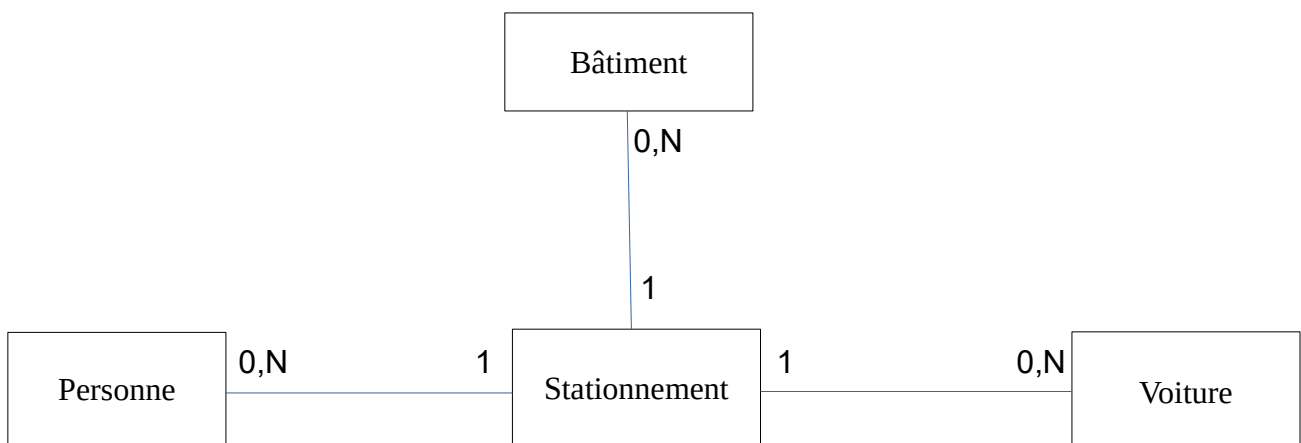 Bâtiment
0,N
1
0,N
1
1
0,N
Personne
Stationnement
Voiture